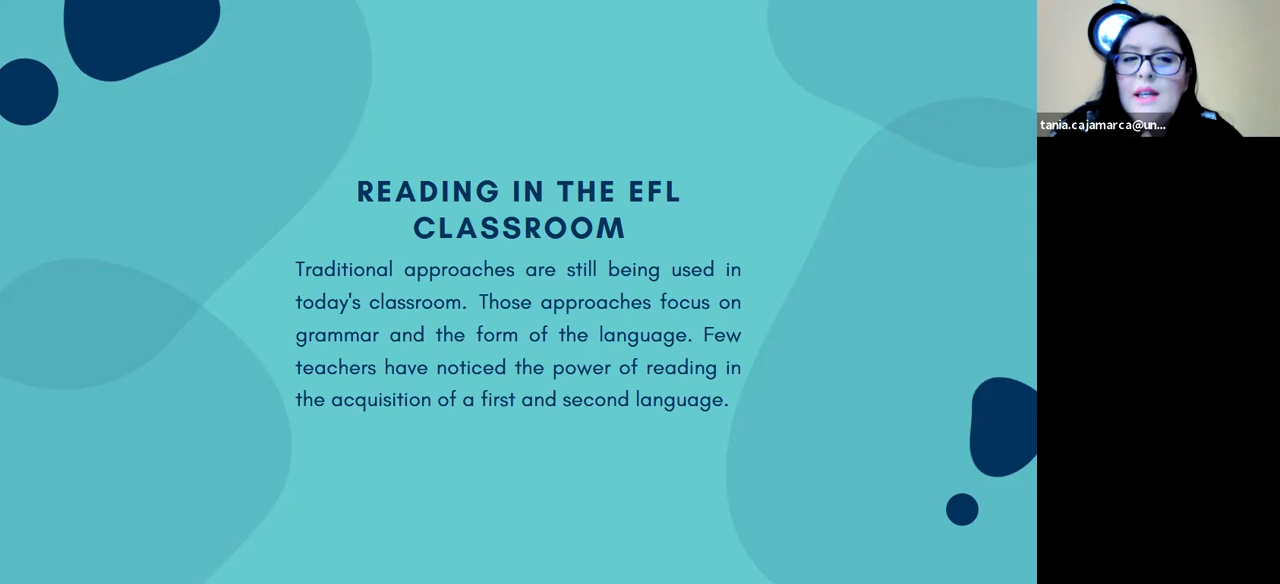 READING IN THE EFL
CLASSROOM
Traditional approaches are still being used in
today's classroom. Those approaches focus on
grammar and the form of the language. Few
teachers have noticed the power of reading in
the acquisition of a first and second language.
tania.cajamarca@un...